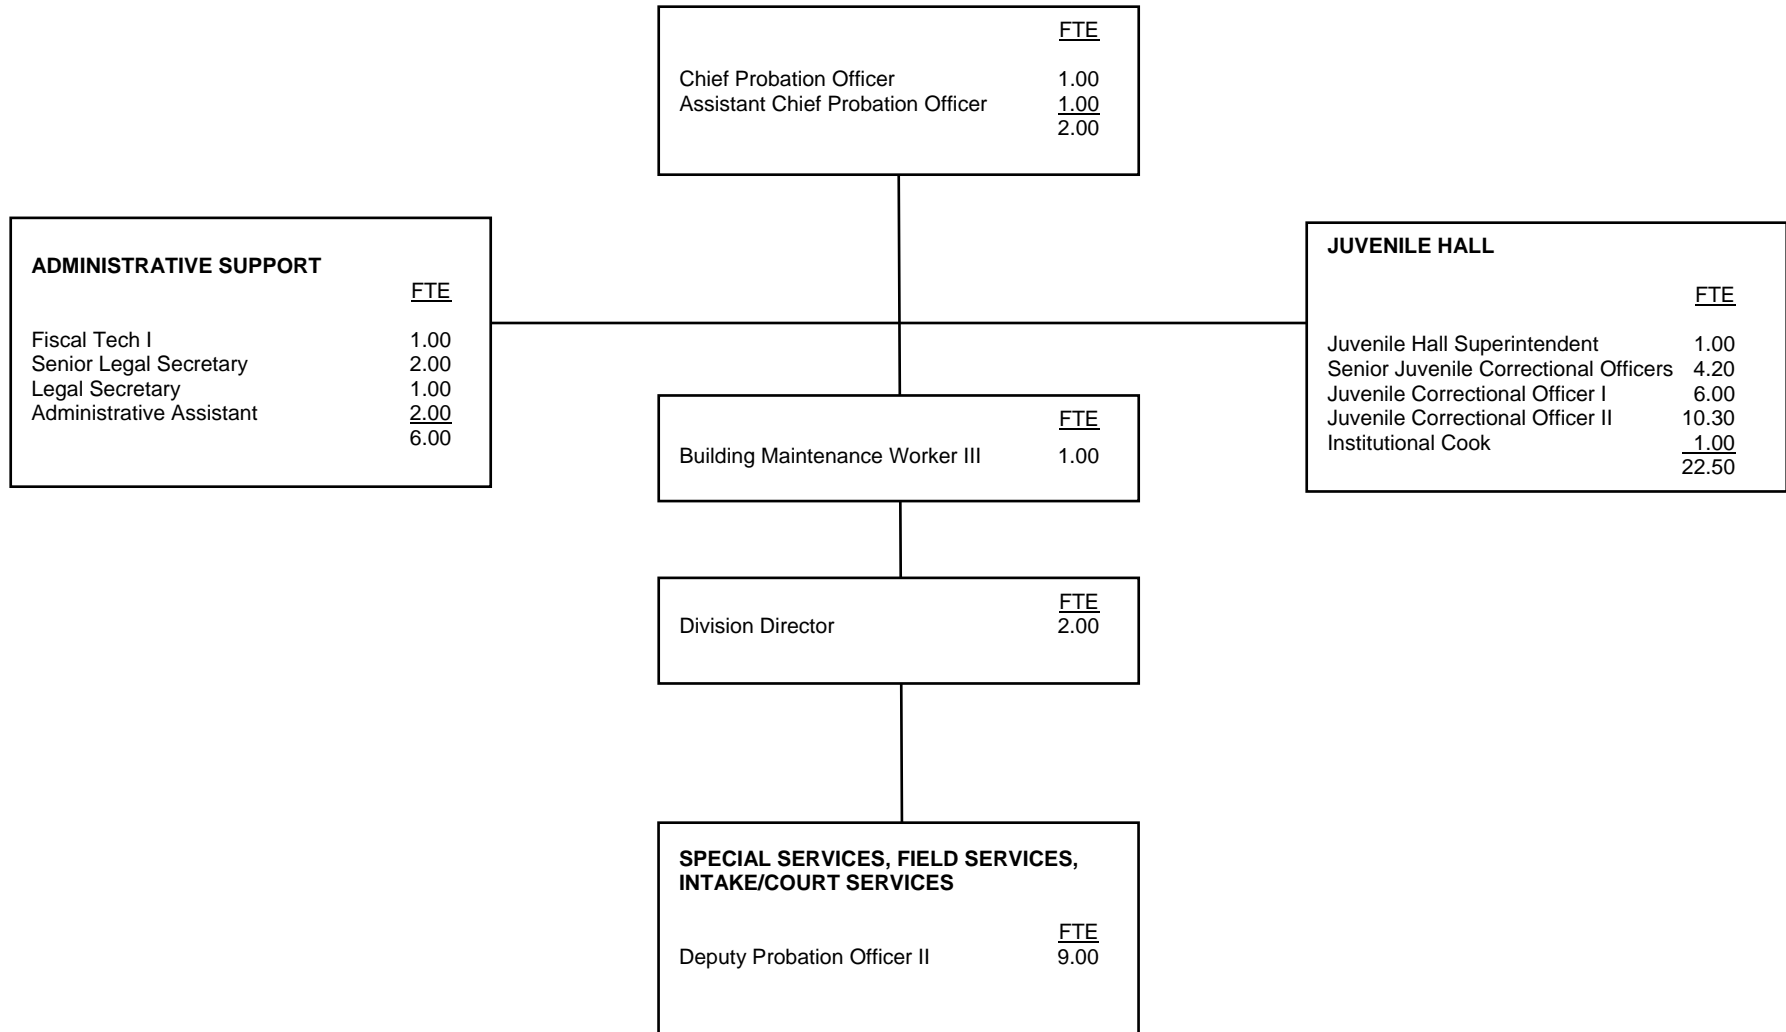 FTE
Chief Probation Officer 1.00
Assistant Chief Probation Officer 1.00
2.00
ADMINISTRATIVE SUPPORT
FTE
Fiscal Tech I 1.00
Senior Legal Secretary 2.00
Legal Secretary 1.00
Administrative Assistant 2.00
6.00
JUVENILE HALL
FTE
Juvenile Hall Superintendent 1.00
Senior Juvenile Correctional Officers 4.20
Juvenile Correctional Officer I 6.00
Juvenile Correctional Officer II 10.30
Institutional Cook 1.00
22.50
FTE
Building Maintenance Worker III 1.00
FTE
Division Director 2.00
SPECIAL SERVICES, FIELD SERVICES,
INTAKE/COURT SERVICES
FTE
Deputy Probation Officer II 9.00